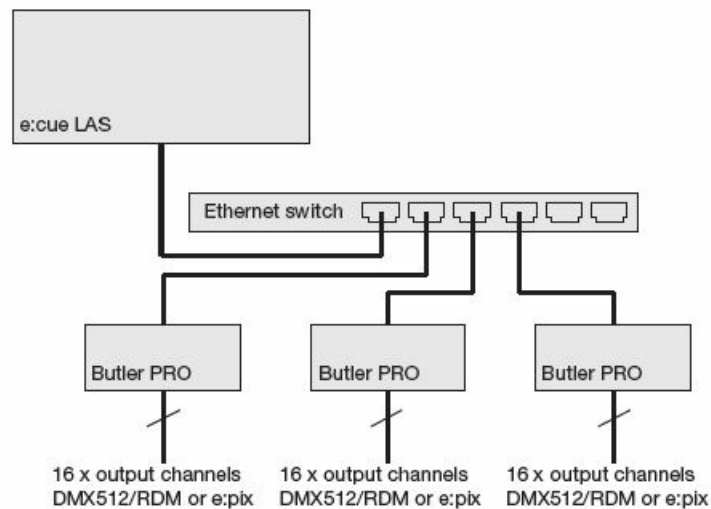 e:cue LAS
Ethernet switch
Butler PRO
Butler PRO
Butler PRO
16 x output channels
DMX512/RDM or e:pix
16 x output channels
DMX512/RDM or e:pix
16 x output channels
DMX512/RDM or e:pix